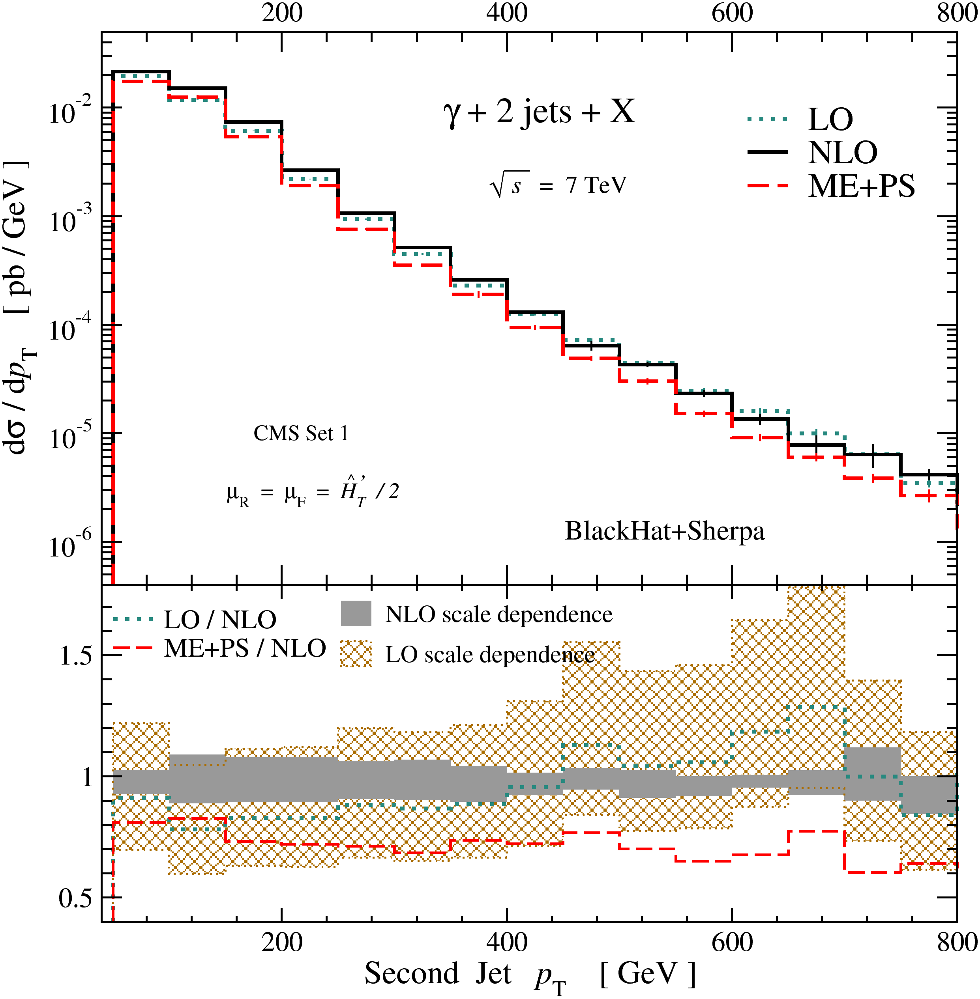 200 400 600 800
10-2
10-3
10-4
10-5
10-6
dσ / dpT [ pb / GeV ]
γ + 2 jets + X
√s = 7 TeV
LO
NLO
ME+PS
CMS Set 1
μR = μF = ĤT' / 2
BlackHat+Sherpa
LO / NLO
ME+PS / NLO
NLO scale dependence
LO scale dependence
1.5
1
0.5
200 400 600 800
Second Jet pT [ GeV ]